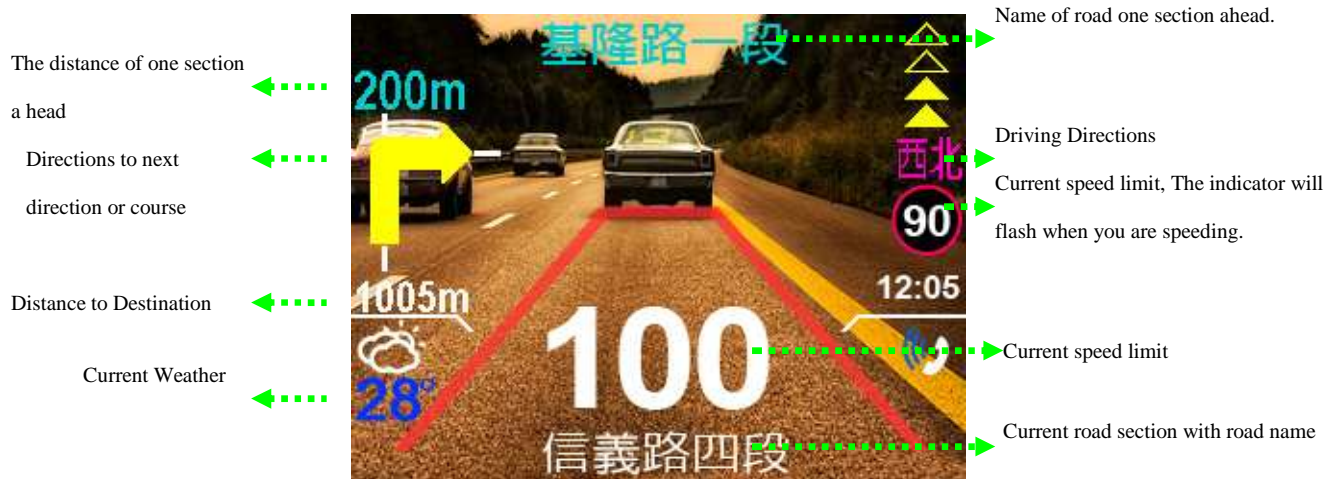 Name of road one section ahead.
基隆路一段
The distance of one section
a head
200m
Driving Directions
西北
Directions to next
direction or course
Current speed limit, The indicator will
flash when you are speeding.
90
12:05
Distance to Destination
1005m
100
Current speed limit
Current Weather
28°
Current road section with road name
信義路四段